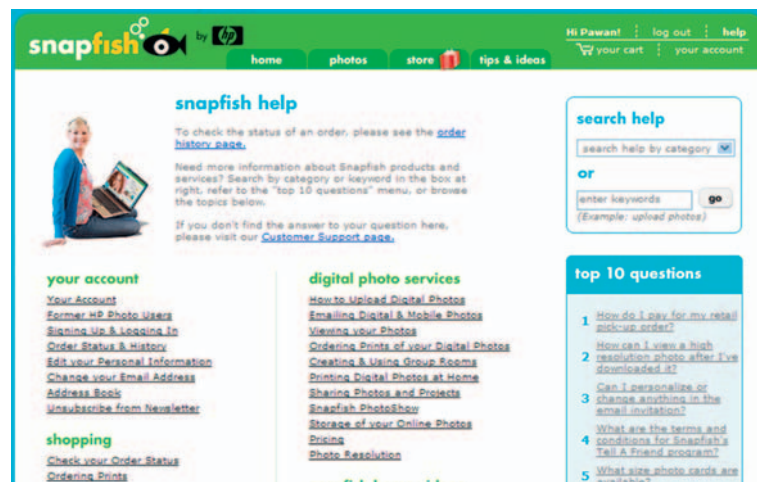 snapfish by hp
Hi Pawan! log out help
your cart your account
home photos store tips & ideas
snapfish help
To check the status of an order, please see the order
history page.
Need more information about Snapfish products and
services? Search by category or keyword in the box at
right, refer to the "top 10 questions" menu, or browse
the topics below.
If you don't find the answer to your question here,
please visit our Customer Support page.
search help
search help by category
or
enter keywords go
(Example: upload photos)
your account
Your Account
Former HP Photo Users
Signing Up & Logging In
Order Status & History
Edit your Personal Information
Change your Email Address
Address Book
Unsubscribe from Newsletter
shopping
Check your Order Status
Ordering Prints
digital photo services
How to Upload Digital Photos
Emailing Digital & Mobile Photos
Viewing your Photos
Ordering Prints of your Digital Photos
Creating & Using Group Rooms
Printing Digital Photos at Home
Sharing Photos and Projects
Snapfish PhotoShow
Storage of your Online Photos
Pricing
Photo Resolution
top 10 questions
1 How do I pay for my retail
pick-up order?
2 How can I view a high
resolution photo after I've
downloaded it?
3 Can I personalize or
change anything in the
email invitation?
4 What are the terms and
conditions for Snapfish's
Tell A Friend program?
5 What size photo cards are
available?